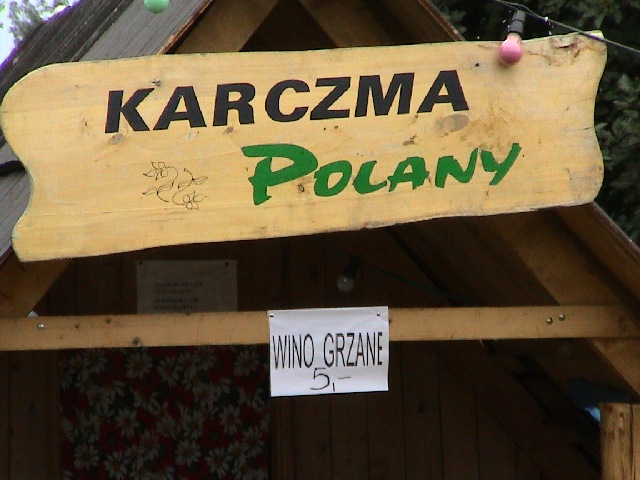 KARCZMA
POLANY
WINO GRZANE
5,-